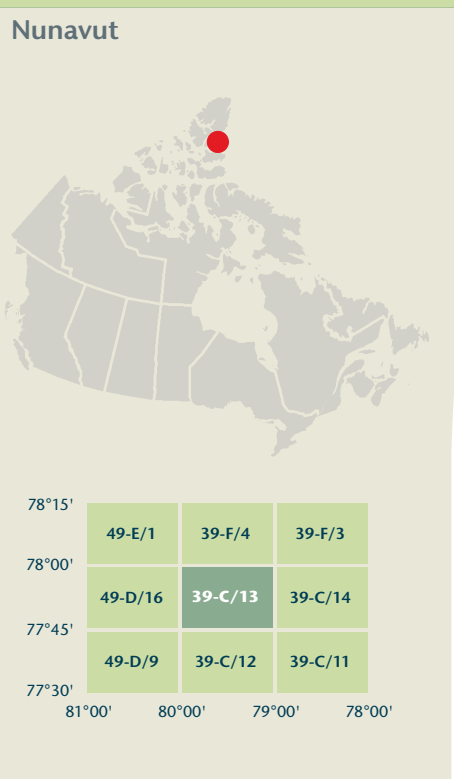 Nunavut
78°15'
49-E/1 39-F/4 39-F/3
78°00'
49-D/16 39-C/13 39-C/14
77°45'
49-D/9 39-C/12 39-C/11
77°30'
81°00' 80°00' 79°00' 78°00'